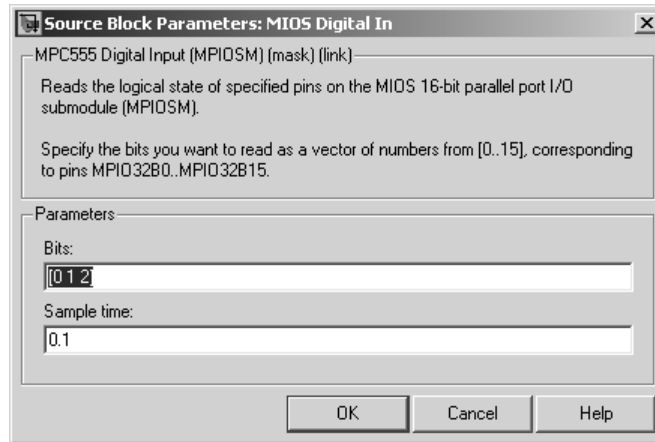 Source Block Parameters: MIOS Digital In
MPC555 Digital Input (MPIOSM) (mask) (link)
Reads the logical state of specified pins on the MIOS 16-bit parallel port I/O
submodule (MPIOSM).
Specify the bits you want to read as a vector of numbers from [0..15], corresponding
to pins MPIO32B0..MPIO32B15.
Parameters
Bits:
[0 1 2]
Sample time:
0.1
OK
Cancel
Help